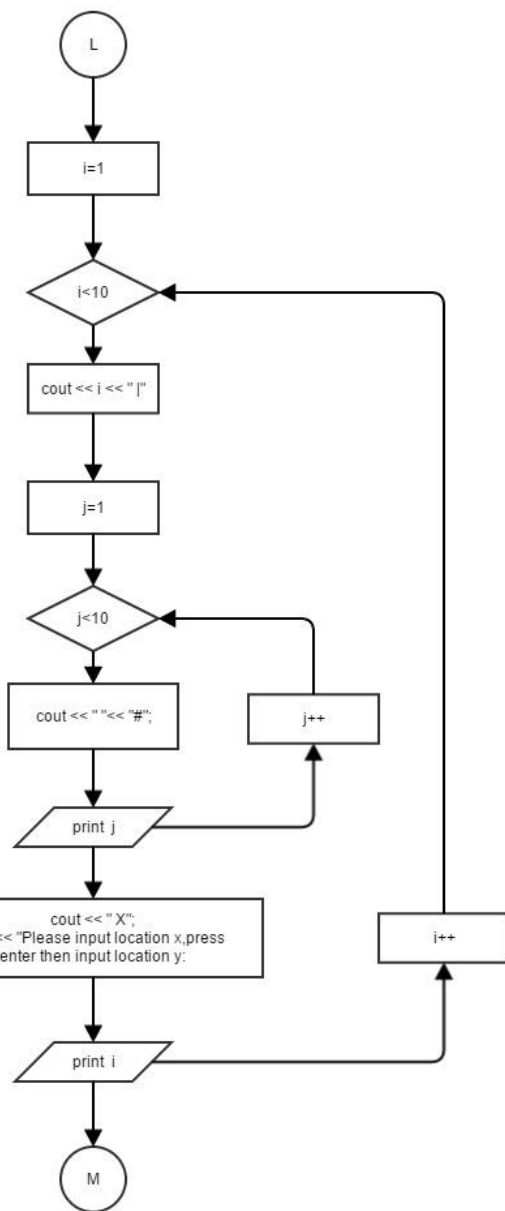 L
i=1
i<10
cout << i << " |"
j=1
j<10
cout << " "<< "#";
j++
print j
cout << " X";
<< "Please input location x,press
enter then input location y:
i++
print i
M